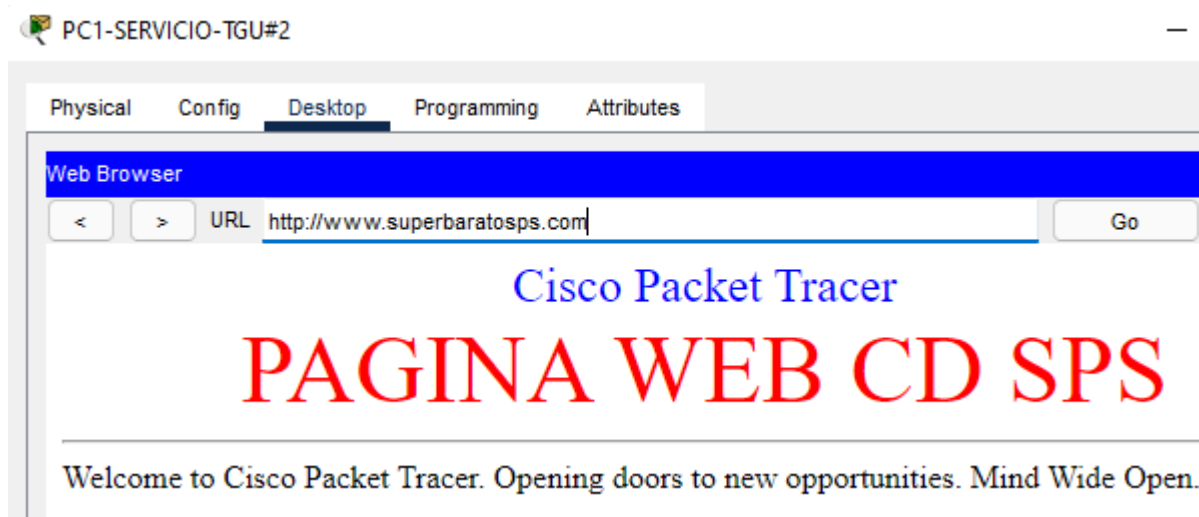 PC1-SERVICIO-TGU#2
Physical Config Desktop Programming Attributes
Web Browser
< > URL http://www.superbaratosps.com Go
Cisco Packet Tracer
PAGINA WEB CD SPS
Welcome to Cisco Packet Tracer. Opening doors to new opportunities. Mind Wide Open.